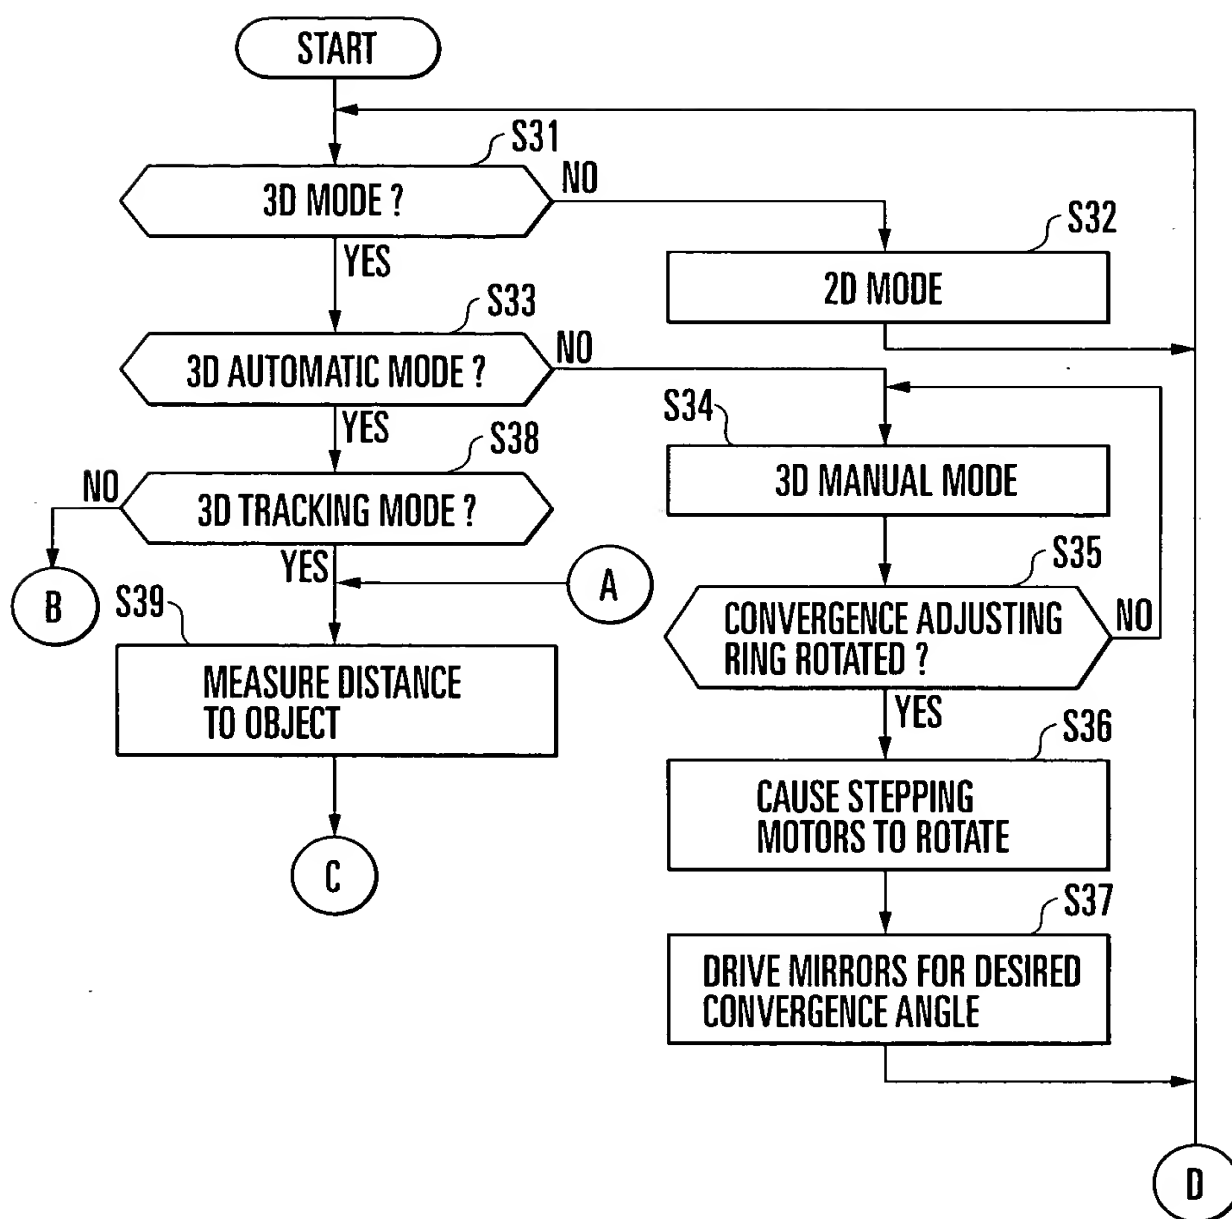 START
S31
3D MODE ?
NO
YES
S32
2D MODE
S33
3D AUTOMATIC MODE ?
NO
YES
S34
3D MANUAL MODE
S38
3D TRACKING MODE ?
NO
YES
B
A
S35
CONVERGENCE ADJUSTING
RING ROTATED ?
NO
YES
S39
MEASURE DISTANCE
TO OBJECT
C
S36
CAUSE STEPPING
MOTORS TO ROTATE
S37
DRIVE MIRRORS FOR DESIRED
CONVERGENCE ANGLE
D